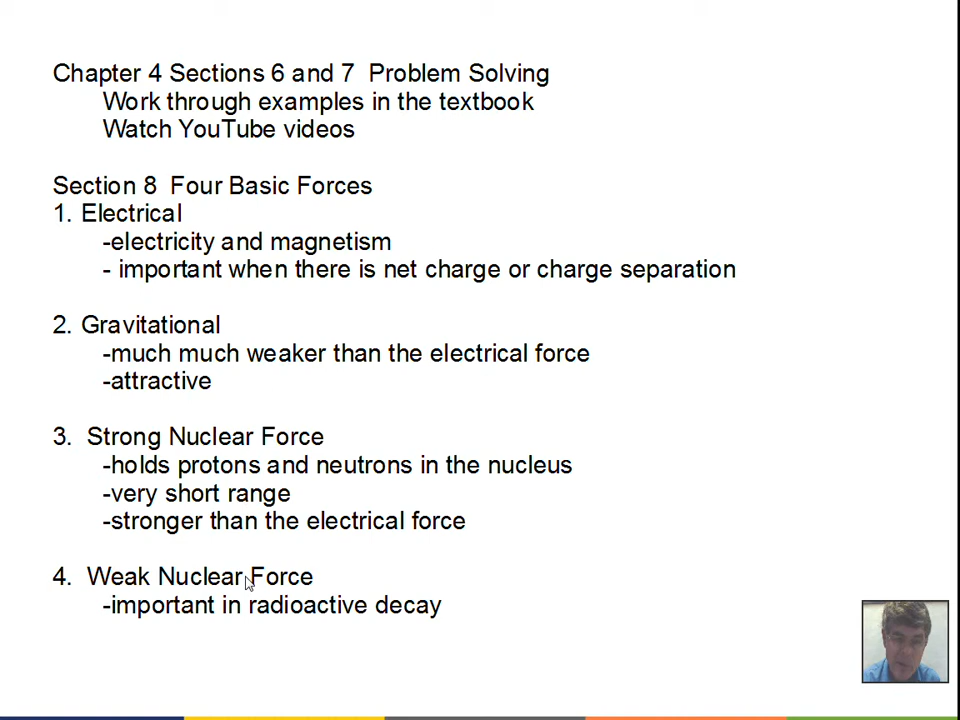 Chapter 4 Sections 6 and 7  Problem Solving
Work through examples in the textbook
Watch YouTube videos
Section 8  Four Basic Forces
1. Electrical
-electricity and magnetism
- important when there is net charge or charge separation
2. Gravitational
-much much weaker than the electrical force
-attractive
3.  Strong Nuclear Force
-holds protons and neutrons in the nucleus
-very short range
-stronger than the electrical force
4.  Weak Nuclear Force
-important in radioactive decay